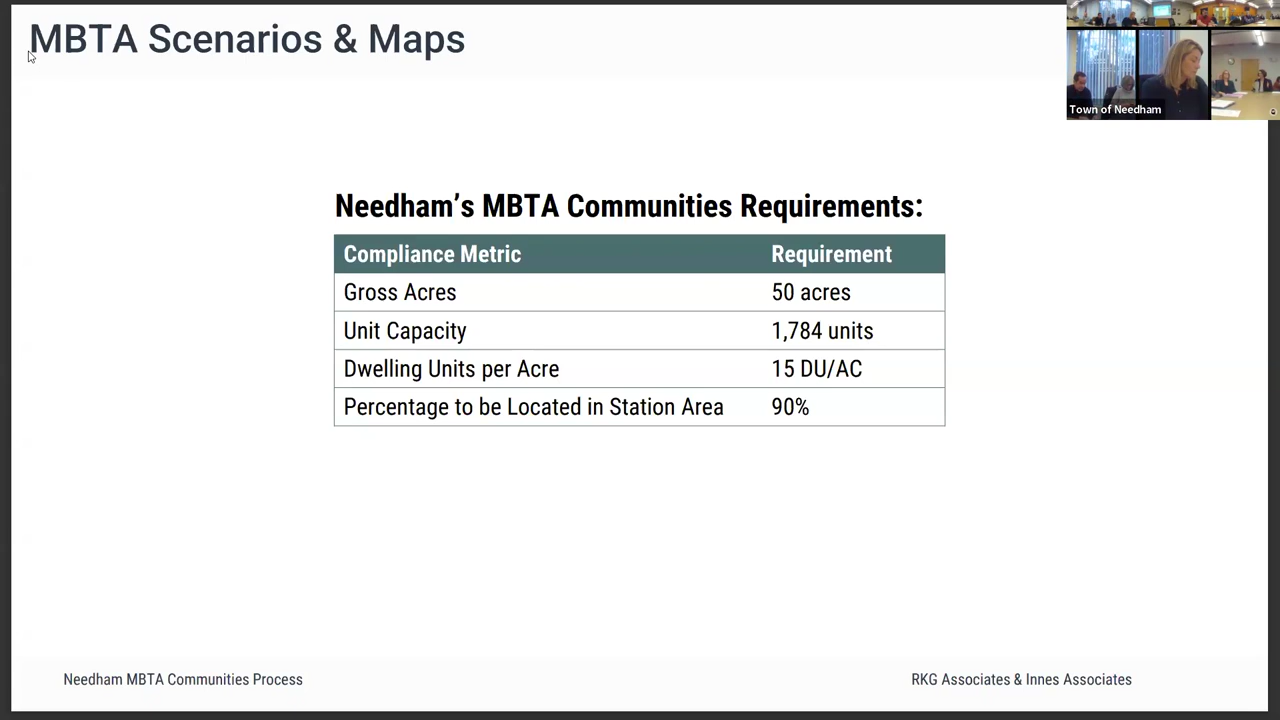 MBTA Scenarios & Maps
Town of Needham
Needham's MBTA Communities Requirements:
Compliance Metric Requirement
Gross Acres 50 acres
Unit Capacity 1,784 units
Dwelling Units per Acre 15 DU/AC
Percentage to be Located in Station Area 90%
Needham MBTA Communities Process RKG Associates & Innes Associates